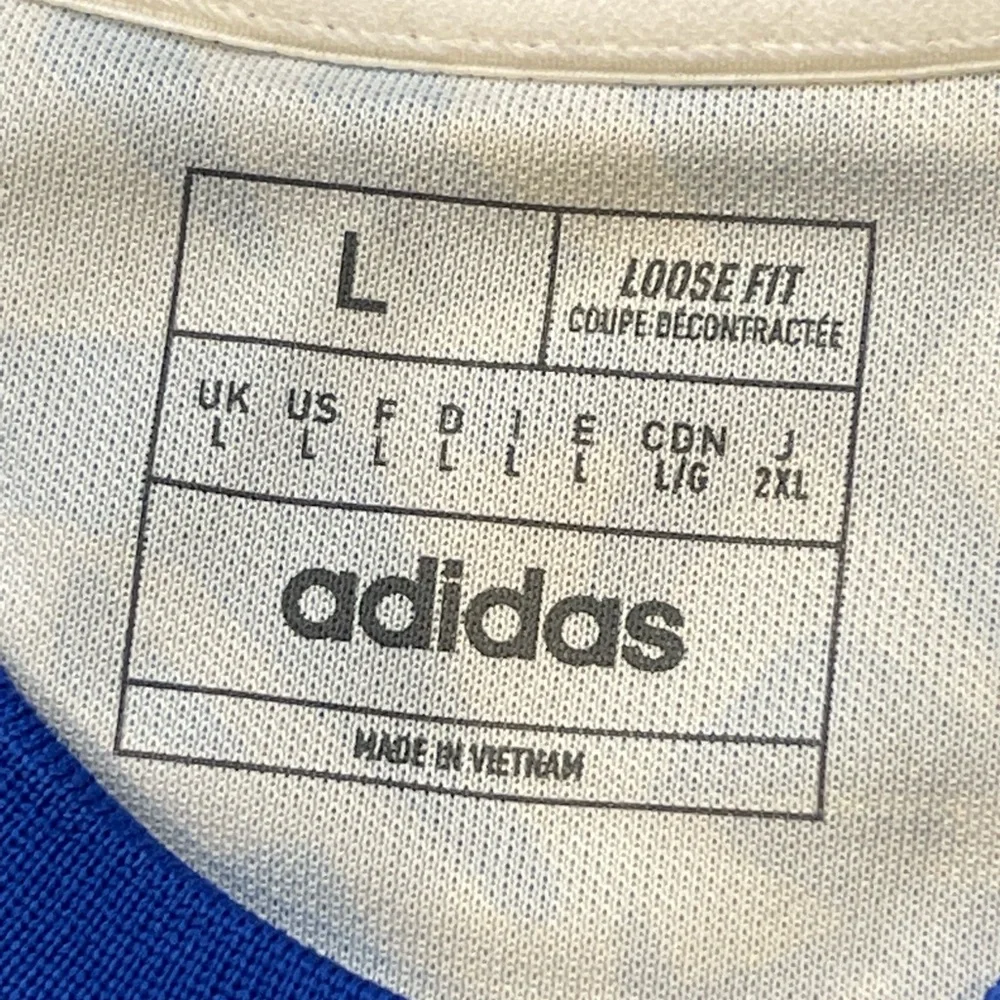 L
LOOSE FIT
COUPE DÉCONTRACTÉE
UK US F D I E CDN J
L L L L L L L/G 2XL
adidas
MADE IN VIETNAM